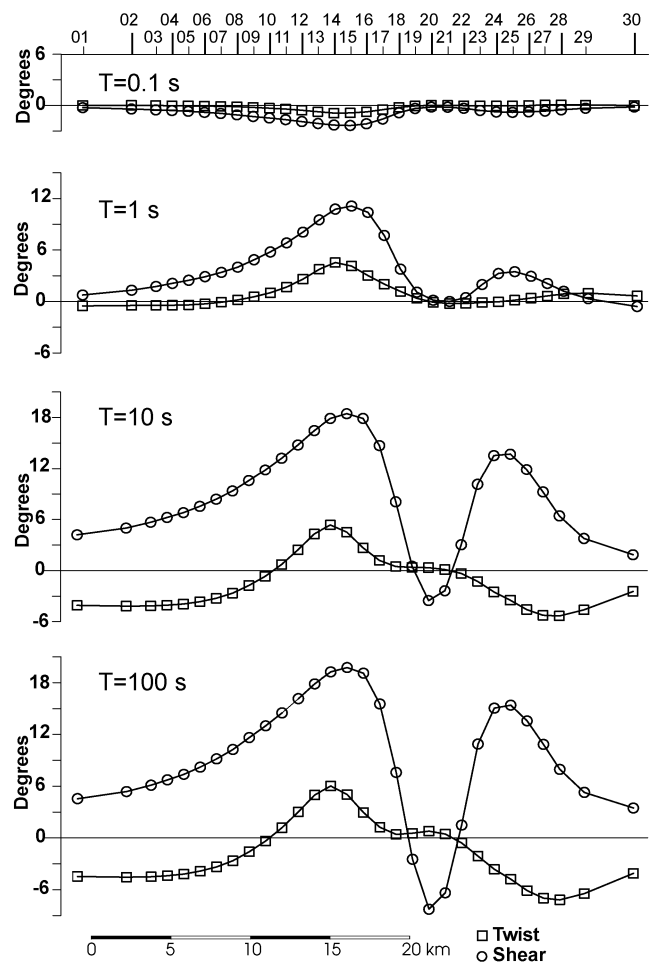 02 04 06 08 10 12 14 16 18 20 22 24 26 28 30
01 03 05 07 09 11 13 15 17 19 21 23 25 27 29
6
0
Degrees
T=0.1 s
12
6
0
-6
Degrees
T=1 s
18
12
6
0
-6
Degrees
T=10 s
18
12
6
0
-6
Degrees
T=100 s
0 5 10 15 20 km
Twist
Shear